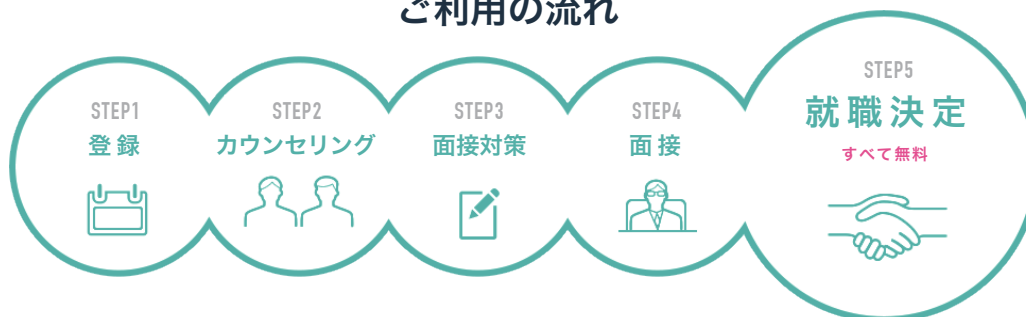 ご利用の流れ
STEP1
登録
STEP2
カウンセリング
STEP3
面接対策
STEP4
面接
STEP5
就職決定
すべて無料